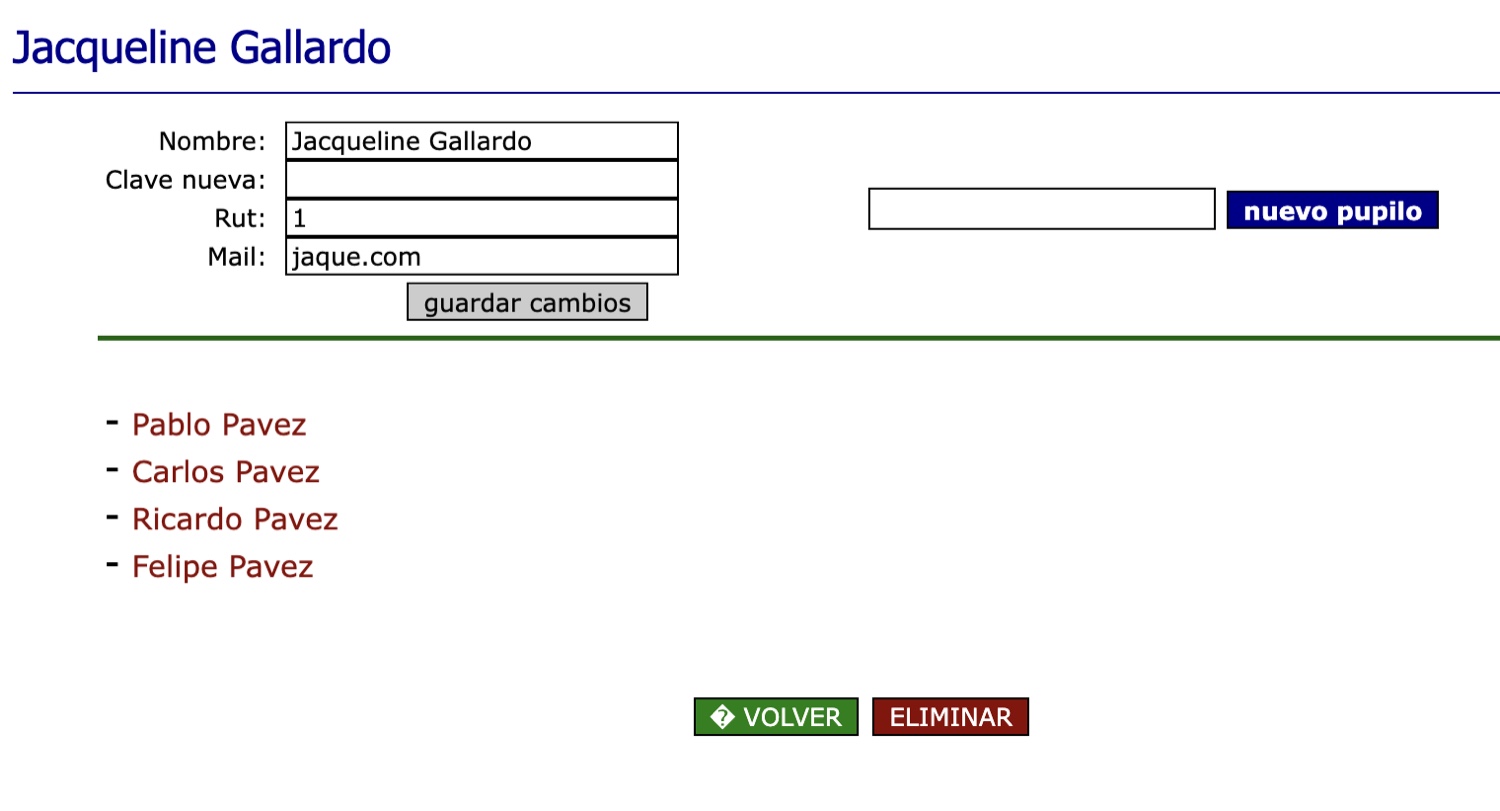 Jacqueline Gallardo
Nombre: Jacqueline Gallardo
Clave nueva:
Rut: 1
Mail: jaque.com
nuevo pupilo
guardar cambios
- Pablo Pavez
- Carlos Pavez
- Ricardo Pavez
- Felipe Pavez
� VOLVER ELIMINAR